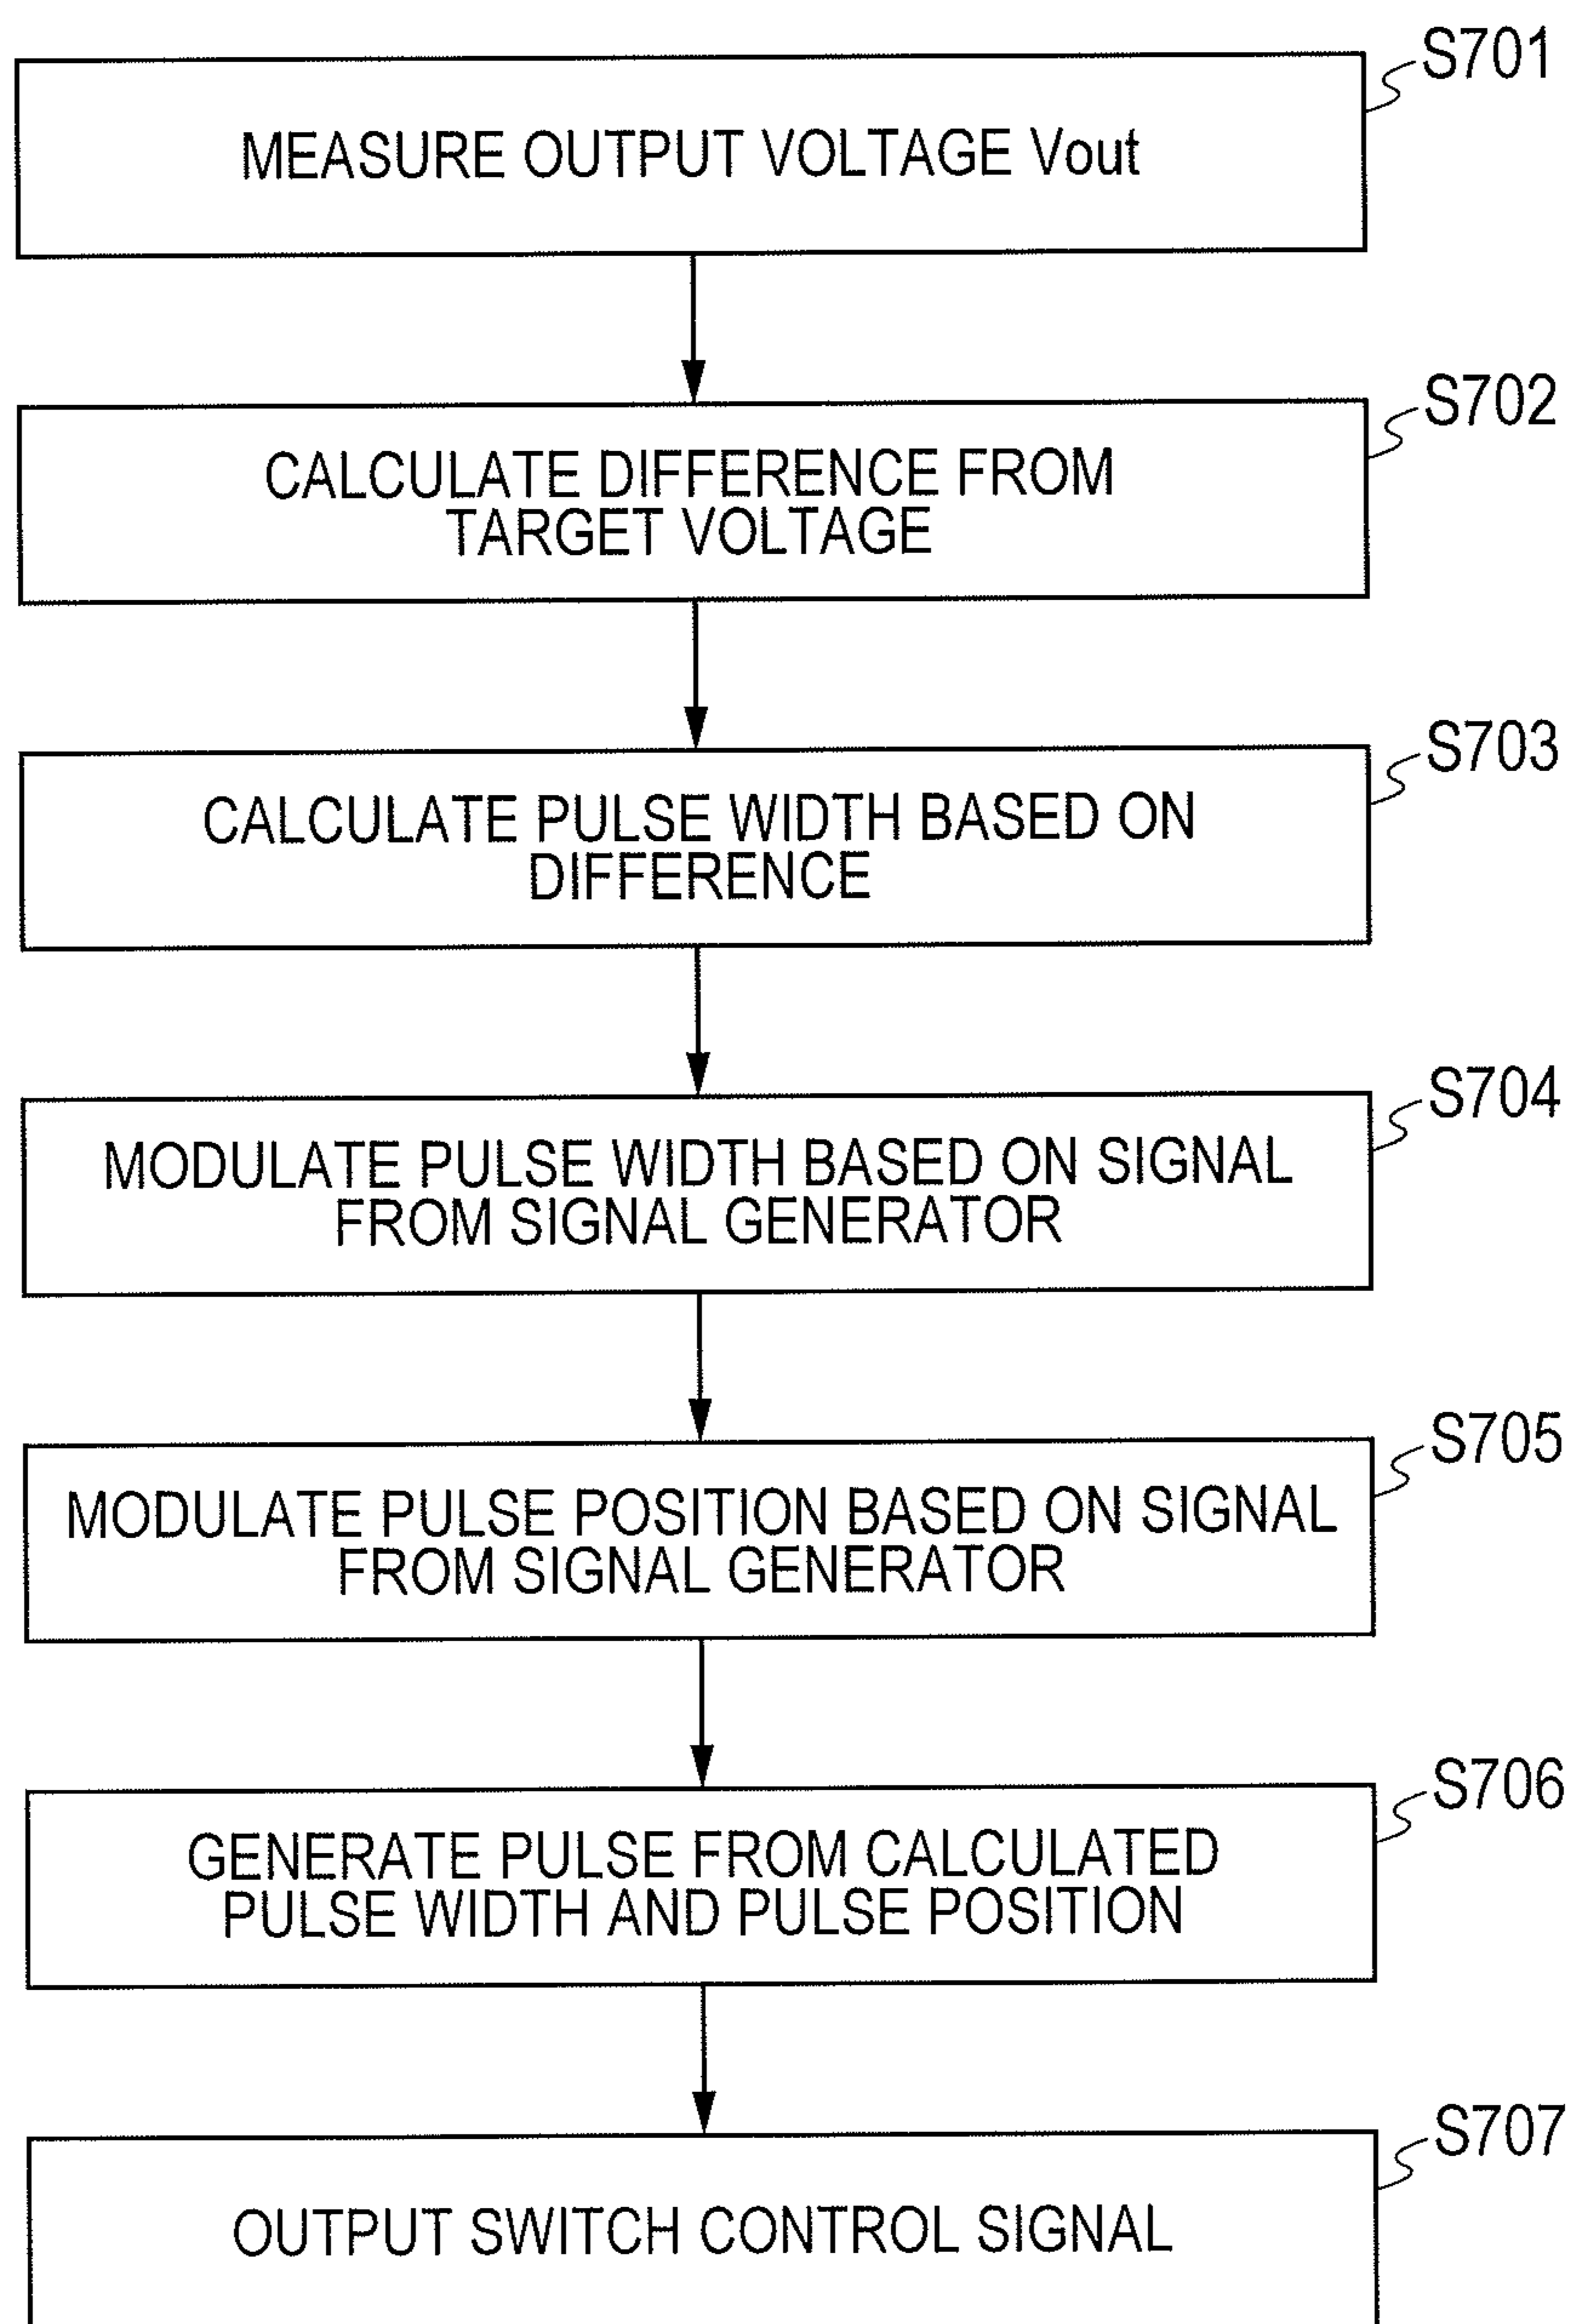 S701
MEASURE OUTPUT VOLTAGE Vout
S702
CALCULATE DIFFERENCE FROM
TARGET VOLTAGE
S703
CALCULATE PULSE WIDTH BASED ON
DIFFERENCE
S704
MODULATE PULSE WIDTH BASED ON SIGNAL
FROM SIGNAL GENERATOR
S705
MODULATE PULSE POSITION BASED ON SIGNAL
FROM SIGNAL GENERATOR
S706
GENERATE PULSE FROM CALCULATED
PULSE WIDTH AND PULSE POSITION
S707
OUTPUT SWITCH CONTROL SIGNAL